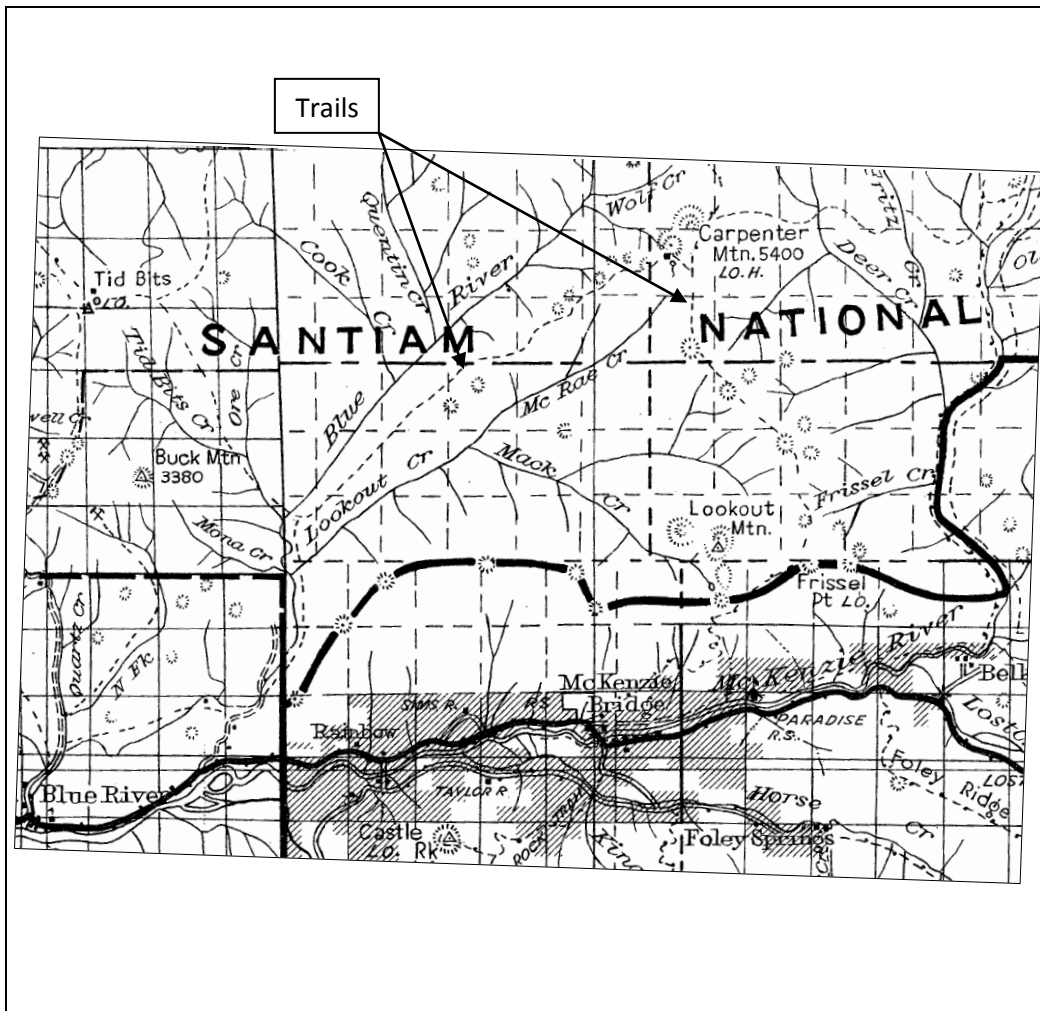 Trails
Wolf Cr
Quentin Cr
Fritz Cr
Carpenter
Mtn. 5400
LO. H.
Cook Cr
Blue River
Deer Cr
Tid Bits
LO.
SANTIAM NATIONAL
Tid Bits Cr
Ore Cr
Mc Rae Cr
Buck Mtn
3380
Lookout Cr
Mack Cr
Frissel Cr
Lookout
Mtn.
Mona Cr
Frissel
Pt LO.
Quartz Cr
N Fk
McKenzie River
McKenzie
Bridge
R.S.
SIMS R.
Rainbow
PARADISE
R.S.
Foley Ridge
Blue River
TAYLOR R.
Horse Cr
Castle
LO. Rk
Foley Springs